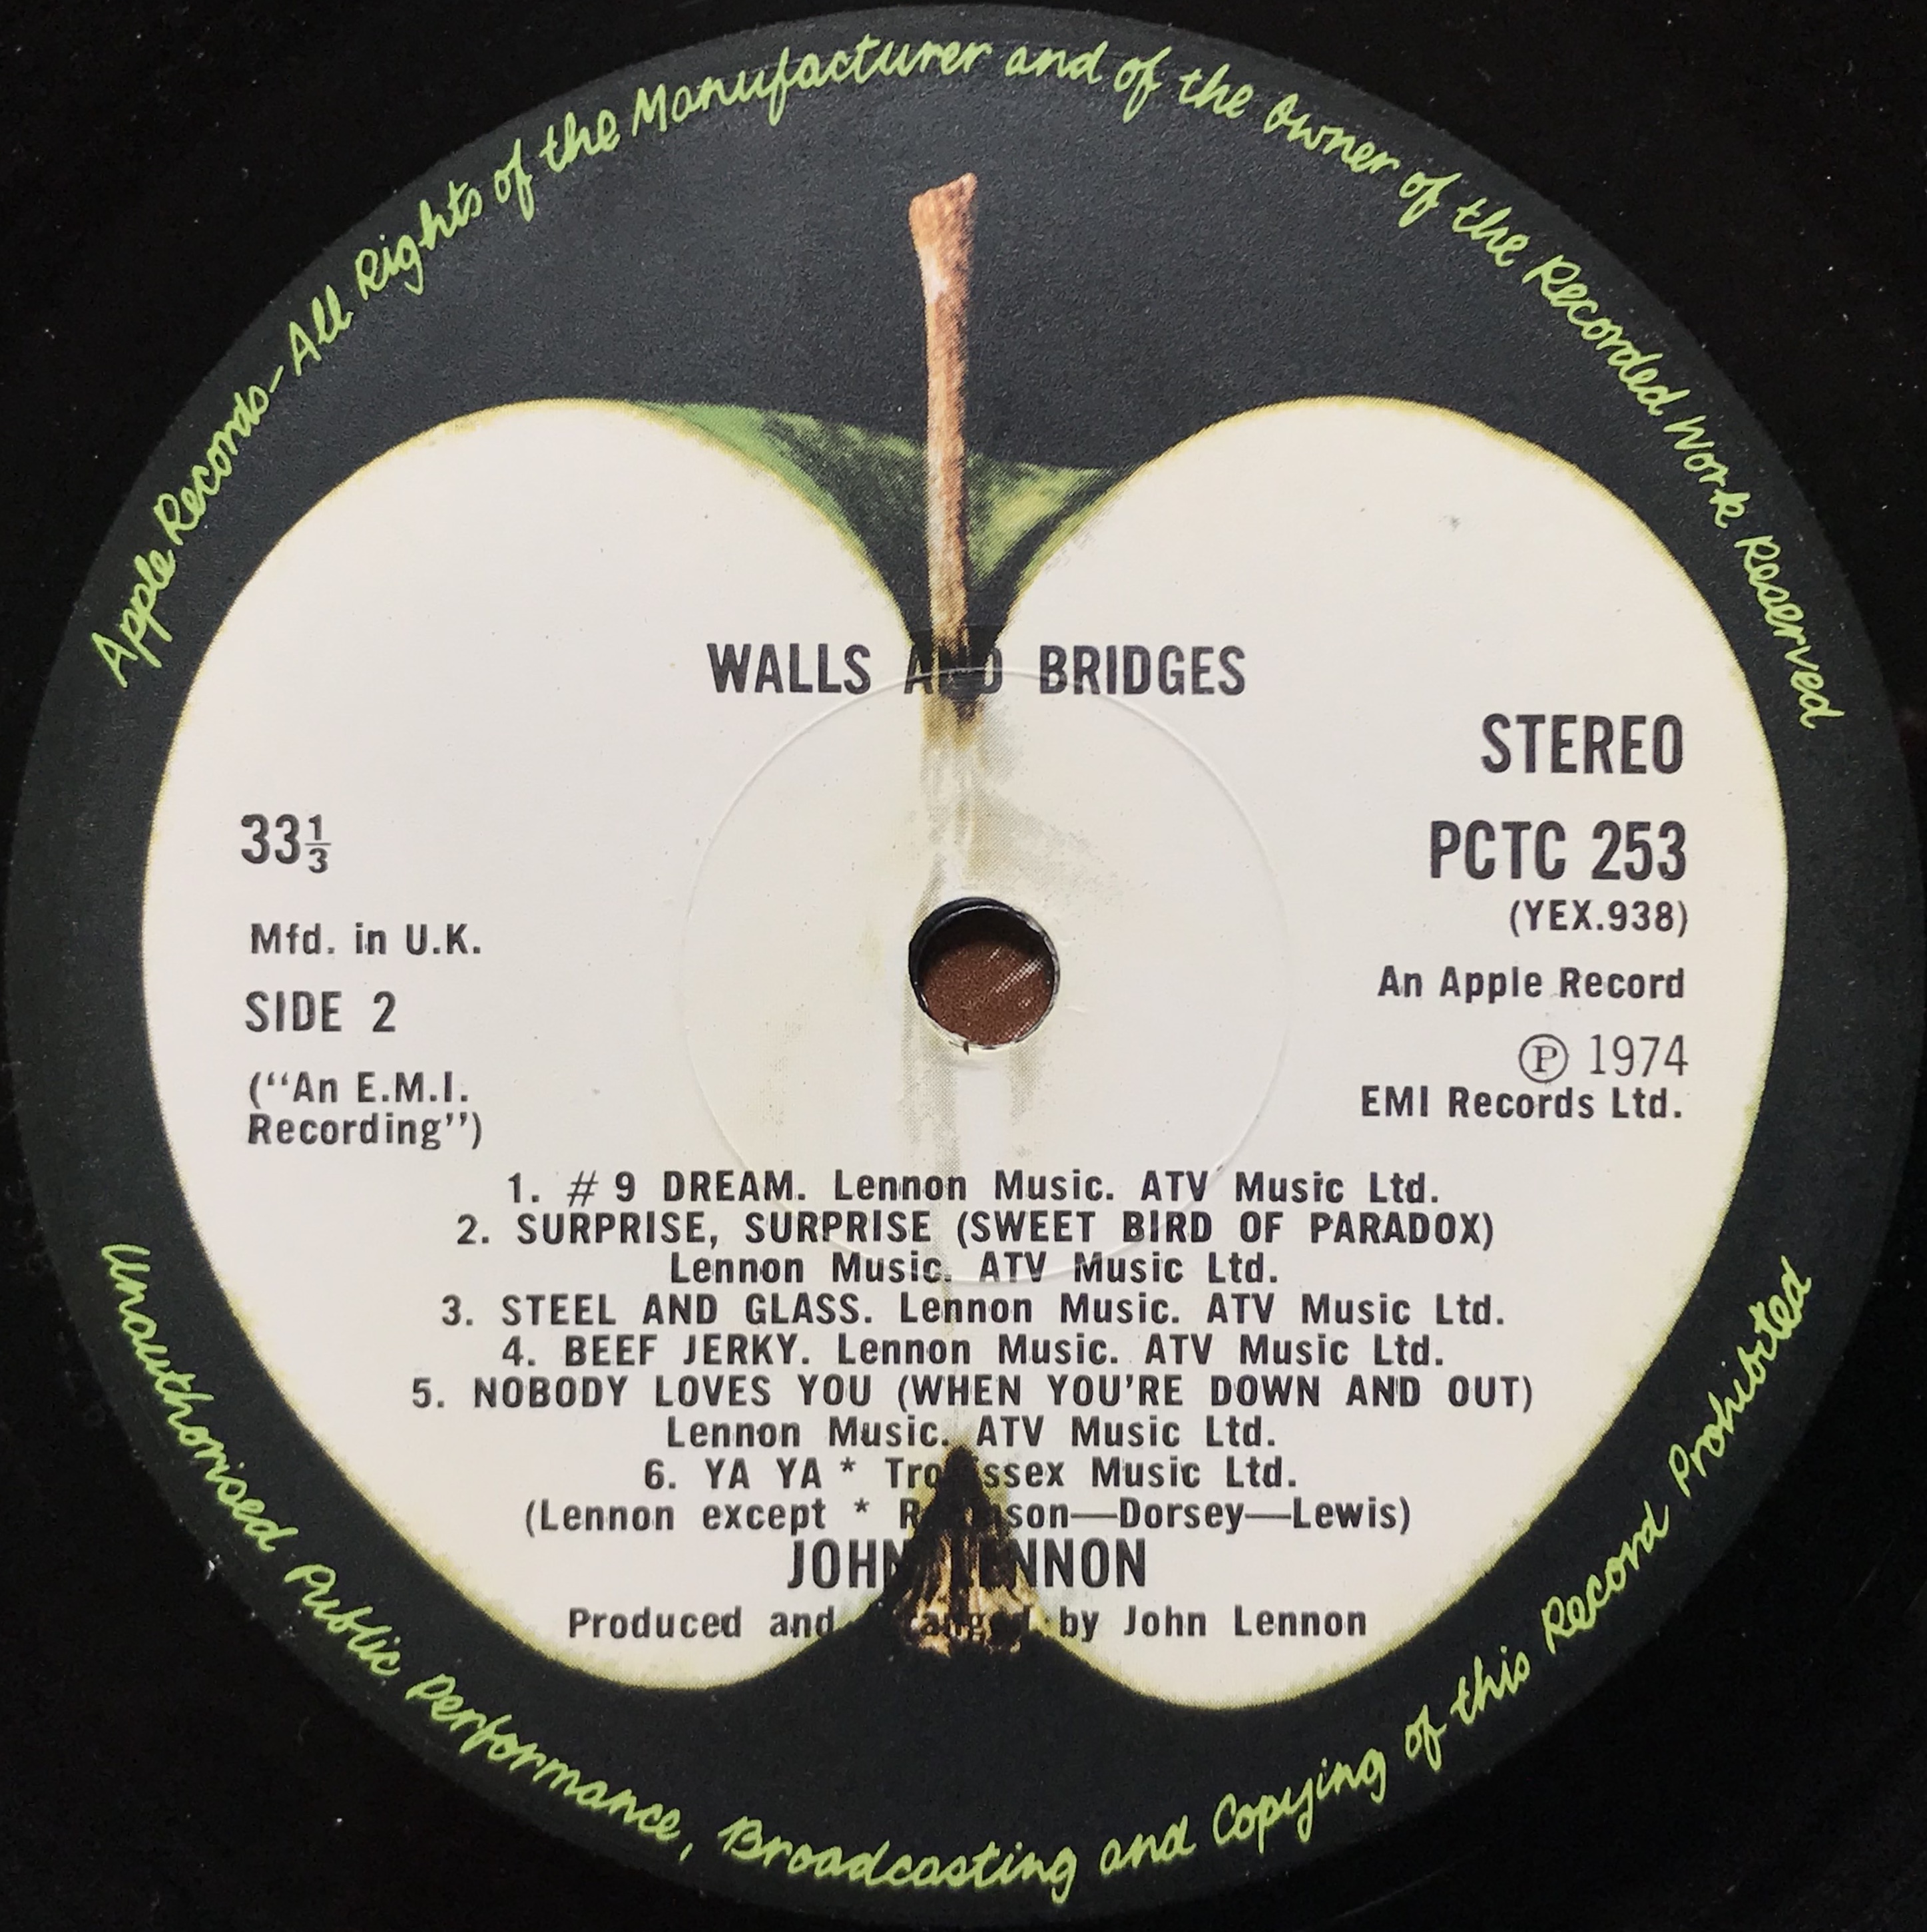 Apple Records - All Rights of the Manufacturer and of the Owner of the Recorded Work Reserved
WALLS AND BRIDGES
STEREO
33⅓
PCTC 253
(YEX.938)
Mfd. in U.K.
An Apple Record
SIDE 2
Ⓟ 1974
EMI Records Ltd.
(“An E.M.I.
Recording”)
1. # 9 DREAM. Lennon Music. ATV Music Ltd.
2. SURPRISE, SURPRISE (SWEET BIRD OF PARADOX)
Lennon Music. ATV Music Ltd.
3. STEEL AND GLASS. Lennon Music. ATV Music Ltd.
4. BEEF JERKY. Lennon Music. ATV Music Ltd.
5. NOBODY LOVES YOU (WHEN YOU'RE DOWN AND OUT)
Lennon Music. ATV Music Ltd.
6. YA YA * Music Ltd.
(Lennon except * —Dorsey—Lewis)
JOHN LENNON
Produced and Arranged by John Lennon
Unauthorised Public Performance, Broadcasting and Copying of this Record Prohibited